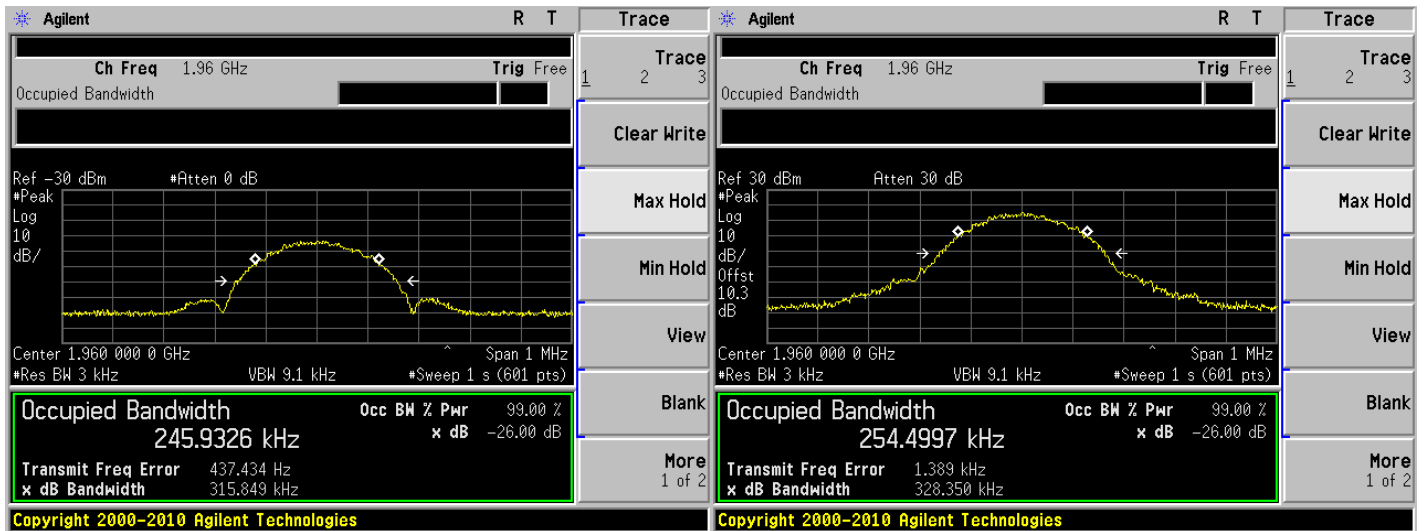 Agilent R T Trace
Ch Freq 1.96 GHz Trig Free
Occupied Bandwidth
Ref -30 dBm #Atten 0 dB
#Peak
Log
10
dB/
Center 1.960 000 0 GHz Span 1 MHz
#Res BW 3 kHz VBW 9.1 kHz #Sweep 1 s (601 pts)
Occupied Bandwidth Occ BW % Pwr 99.00 %
245.9326 kHz x dB -26.00 dB
Transmit Freq Error 437.434 Hz
x dB Bandwidth 315.849 kHz
Copyright 2000-2010 Agilent Technologies
Trace
1 2 3
Clear Write
Max Hold
Min Hold
View
Blank
More
1 of 2
Agilent R T Trace
Ch Freq 1.96 GHz Trig Free
Occupied Bandwidth
Ref 30 dBm Atten 30 dB
#Peak
Log
10
dB/
Offst
10.3
dB
Center 1.960 000 0 GHz Span 1 MHz
#Res BW 3 kHz VBW 9.1 kHz #Sweep 1 s (601 pts)
Occupied Bandwidth Occ BW % Pwr 99.00 %
254.4997 kHz x dB -26.00 dB
Transmit Freq Error 1.389 kHz
x dB Bandwidth 328.350 kHz
Copyright 2000-2010 Agilent Technologies
Trace
1 2 3
Clear Write
Max Hold
Min Hold
View
Blank
More
1 of 2